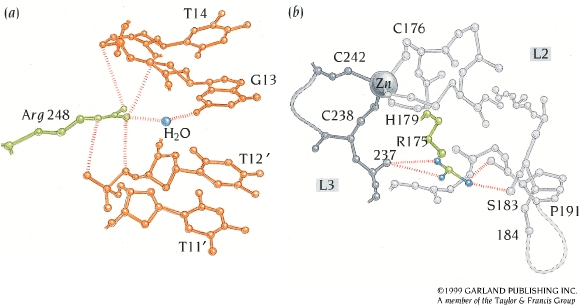 (a)
T14
G13
Arg 248
H₂O
T12′
T11′
(b)
C176
C242
L2
Zn
C238
H179
R175
237
L3
S183
P191
184
©1999 GARLAND PUBLISHING INC.
A member of the Taylor & Francis Group